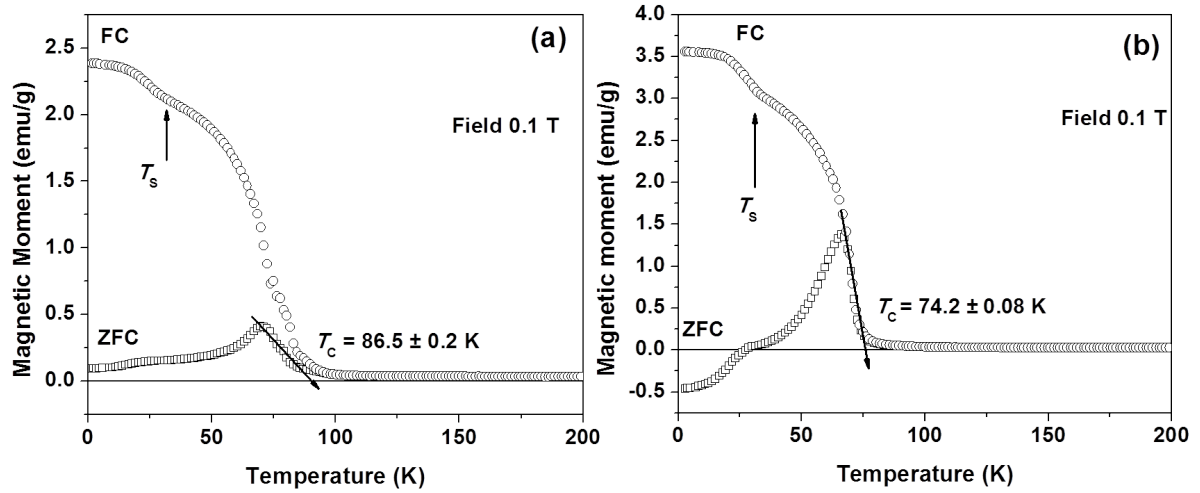 (a)
FC
Field 0.1 T
TS
ZFC
TC = 86.5 ± 0.2 K
Magnetic Moment (emu/g)
2.5
2.0
1.5
1.0
0.5
0.0
0
50
100
150
200
Temperature (K)
(b)
FC
Field 0.1 T
TS
ZFC
TC = 74.2 ± 0.08 K
Magnetic moment (emu/g)
4.0
3.5
3.0
2.5
2.0
1.5
1.0
0.5
0.0
-0.5
0
50
100
150
200
Temperature (K)